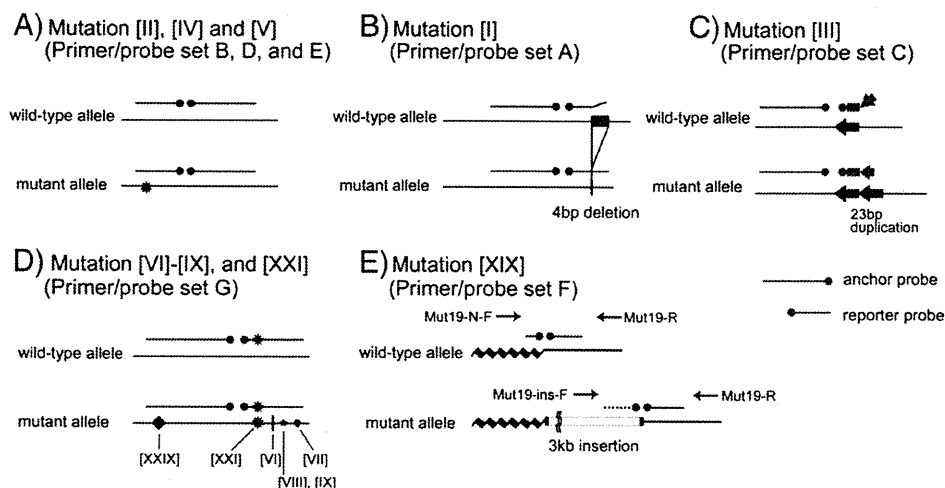 A) Mutation [II], [IV] and [V]
(Primer/probe set B, D, and E)
wild-type allele
mutant allele
B) Mutation [I]
(Primer/probe set A)
wild-type allele
mutant allele
4bp deletion
C) Mutation [III]
(Primer/probe set C)
wild-type allele
mutant allele
23bp
duplication
D) Mutation [VI]-[IX], and [XXI]
(Primer/probe set G)
wild-type allele
mutant allele
[XXIX]
[XXI]
[VI]
[VII]
[VIII], [IX]
E) Mutation [XIX]
(Primer/probe set F)
Mut19-N-F
Mut19-R
wild-type allele
Mut19-ins-F
Mut19-R
mutant allele
3kb insertion
anchor probe
reporter probe